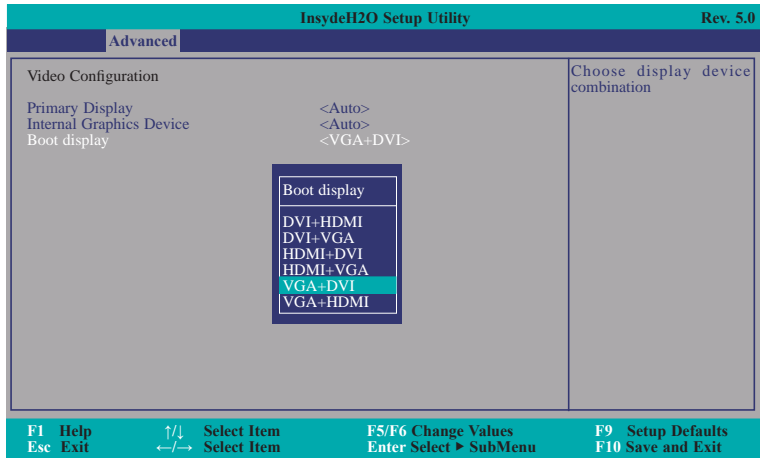 InsydeH2O Setup Utility Rev. 5.0
Advanced
Video Configuration
Primary Display <Auto>
Internal Graphics Device <Auto>
Boot display <VGA+DVI>
Choose display device
combination
Boot display
DVI+HDMI
DVI+VGA
HDMI+DVI
HDMI+VGA
VGA+DVI
VGA+HDMI
F1 Help ↑/↓ Select Item F5/F6 Change Values F9 Setup Defaults
Esc Exit ←/→ Select Item Enter Select ► SubMenu F10 Save and Exit